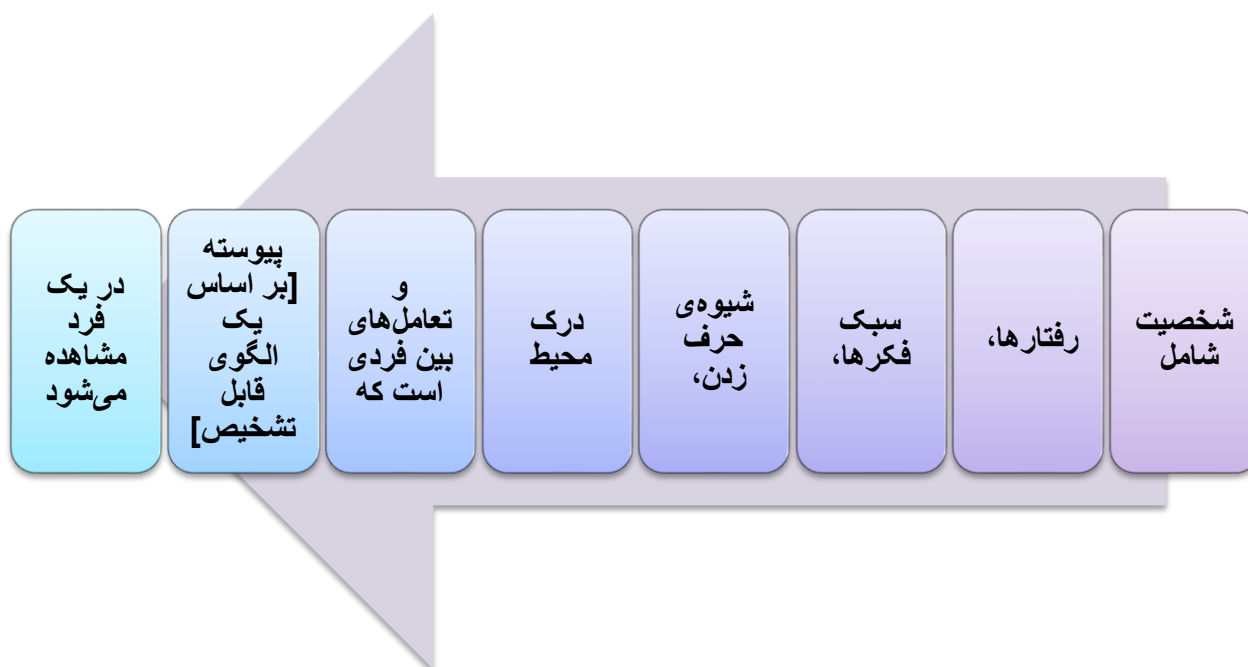 شخصیت
شامل
رفتارها،
سبک
فکرها،
شیوه‌ی
حرف
زدن،
درک
محیط
و
تعامل‌های
بین فردی
است که
پیوسته
[بر اساس
یک
الگوی
قابل
تشخیص]
در یک
فرد
مشاهده
می‌شود